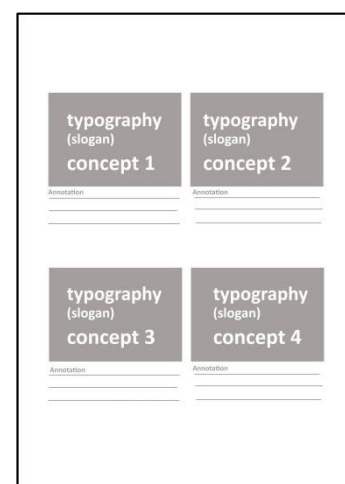 typography
(slogan)
concept 1
typography
(slogan)
concept 2
Annotation
Annotation
typography
(slogan)
concept 3
typography
(slogan)
concept 4
Annotation
Annotation